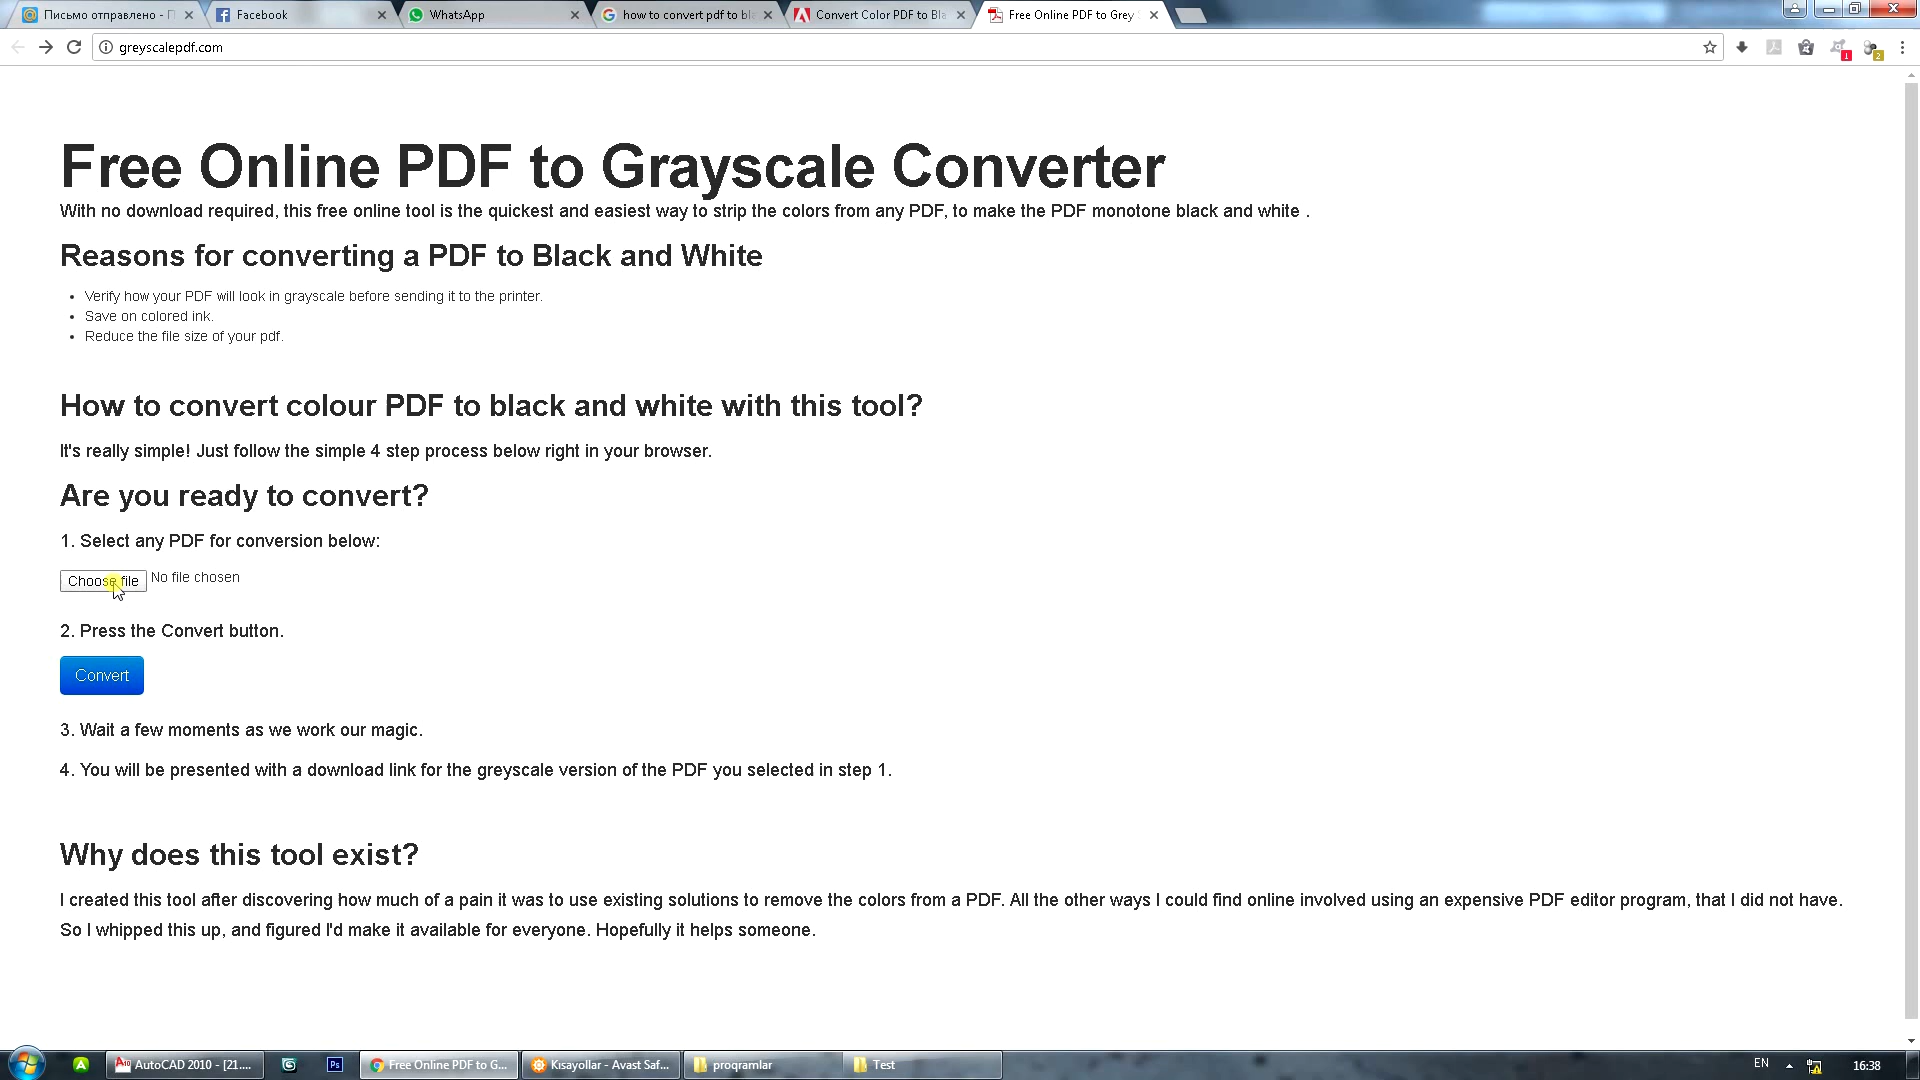 Письмо отправлено - П
Facebook
WhatsApp
how to convert pdf to bla
Convert Color PDF to Bla
Free Online PDF to Grey
greyscalepdf.com
1
2
Free Online PDF to Grayscale Converter
With no download required, this free online tool is the quickest and easiest way to strip the colors from any PDF, to make the PDF monotone black and white .
Reasons for converting a PDF to Black and White
• Verify how your PDF will look in grayscale before sending it to the printer.
• Save on colored ink.
• Reduce the file size of your pdf.
How to convert colour PDF to black and white with this tool?
It's really simple! Just follow the simple 4 step process below right in your browser.
Are you ready to convert?
1. Select any PDF for conversion below:
Choose file No file chosen
2. Press the Convert button.
Convert
3. Wait a few moments as we work our magic.
4. You will be presented with a download link for the greyscale version of the PDF you selected in step 1.
Why does this tool exist?
I created this tool after discovering how much of a pain it was to use existing solutions to remove the colors from a PDF. All the other ways I could find online involved using an expensive PDF editor program, that I did not have.
So I whipped this up, and figured I'd make it available for everyone. Hopefully it helps someone.
AutoCAD 2010 - [21....
Ps
Free Online PDF to G...
Kısayollar - Avast Saf...
proqramlar
Test
EN
16:38